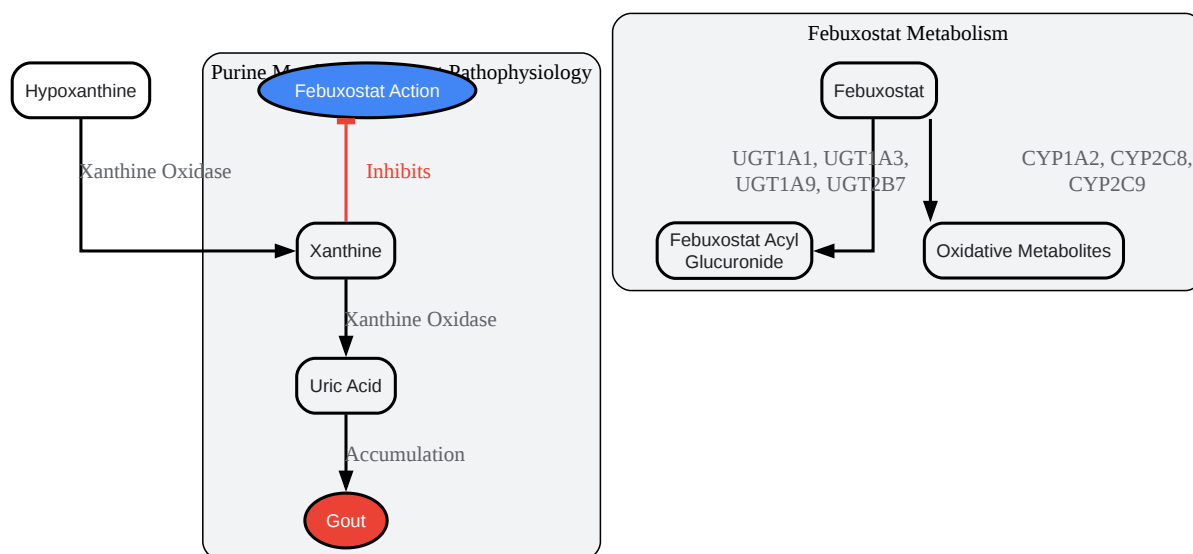 Febuxostat Metabolism
Purine M Pathophysiology
Hypoxanthine
Febuxostat Action
Febuxostat
Xanthine Oxidase
Inhibits
UGT1A1, UGT1A3,
UGT1A9, UGT2B7
CYP1A2, CYP2C8,
CYP2C9
Xanthine
Febuxostat Acyl
Glucuronide
Oxidative Metabolites
Xanthine Oxidase
Uric Acid
Accumulation
Gout